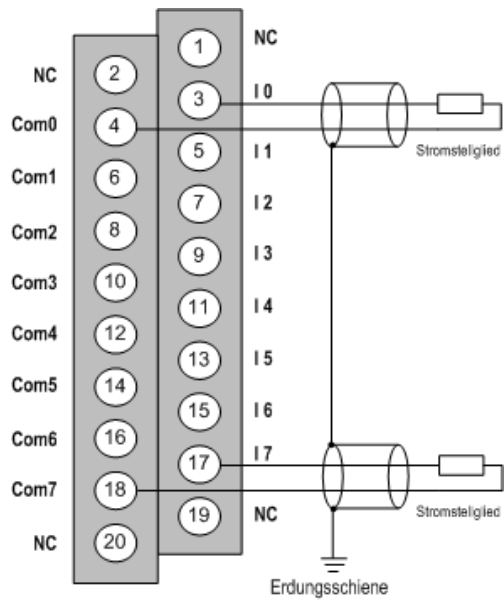 1 NC
NC 2
3 I 0
Com0 4
5 I 1
Stromstellglied
Com1 6
7 I 2
Com2 8
9 I 3
Com3 10
11 I 4
Com4 12
13 I 5
Com5 14
15 I 6
Com6 16
17 I 7
Com7 18
19 NC
Stromstellglied
NC 20
Erdungsschiene